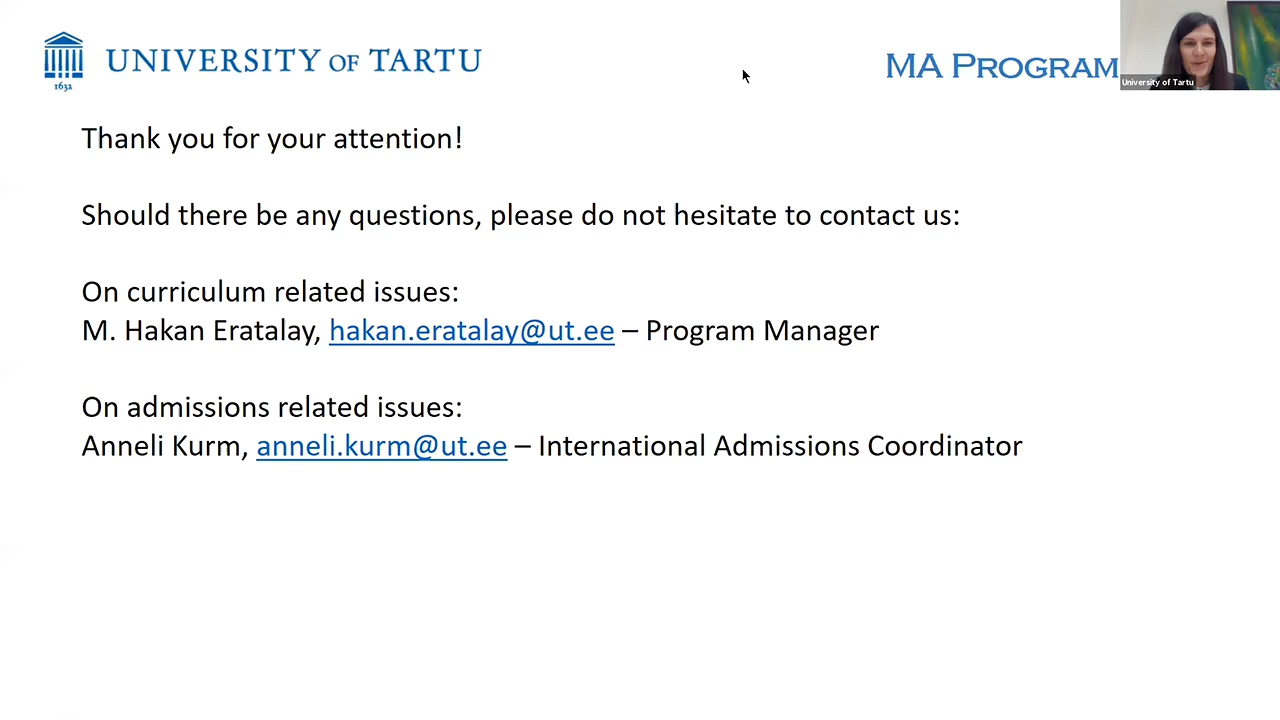 UNIVERSITY OF TARTU
1632
MA PROGRAM
University of Tartu
Thank you for your attention!
Should there be any questions, please do not hesitate to contact us:
On curriculum related issues:
M. Hakan Eratalay, hakan.eratalay@ut.ee – Program Manager
On admissions related issues:
Anneli Kurm, anneli.kurm@ut.ee – International Admissions Coordinator